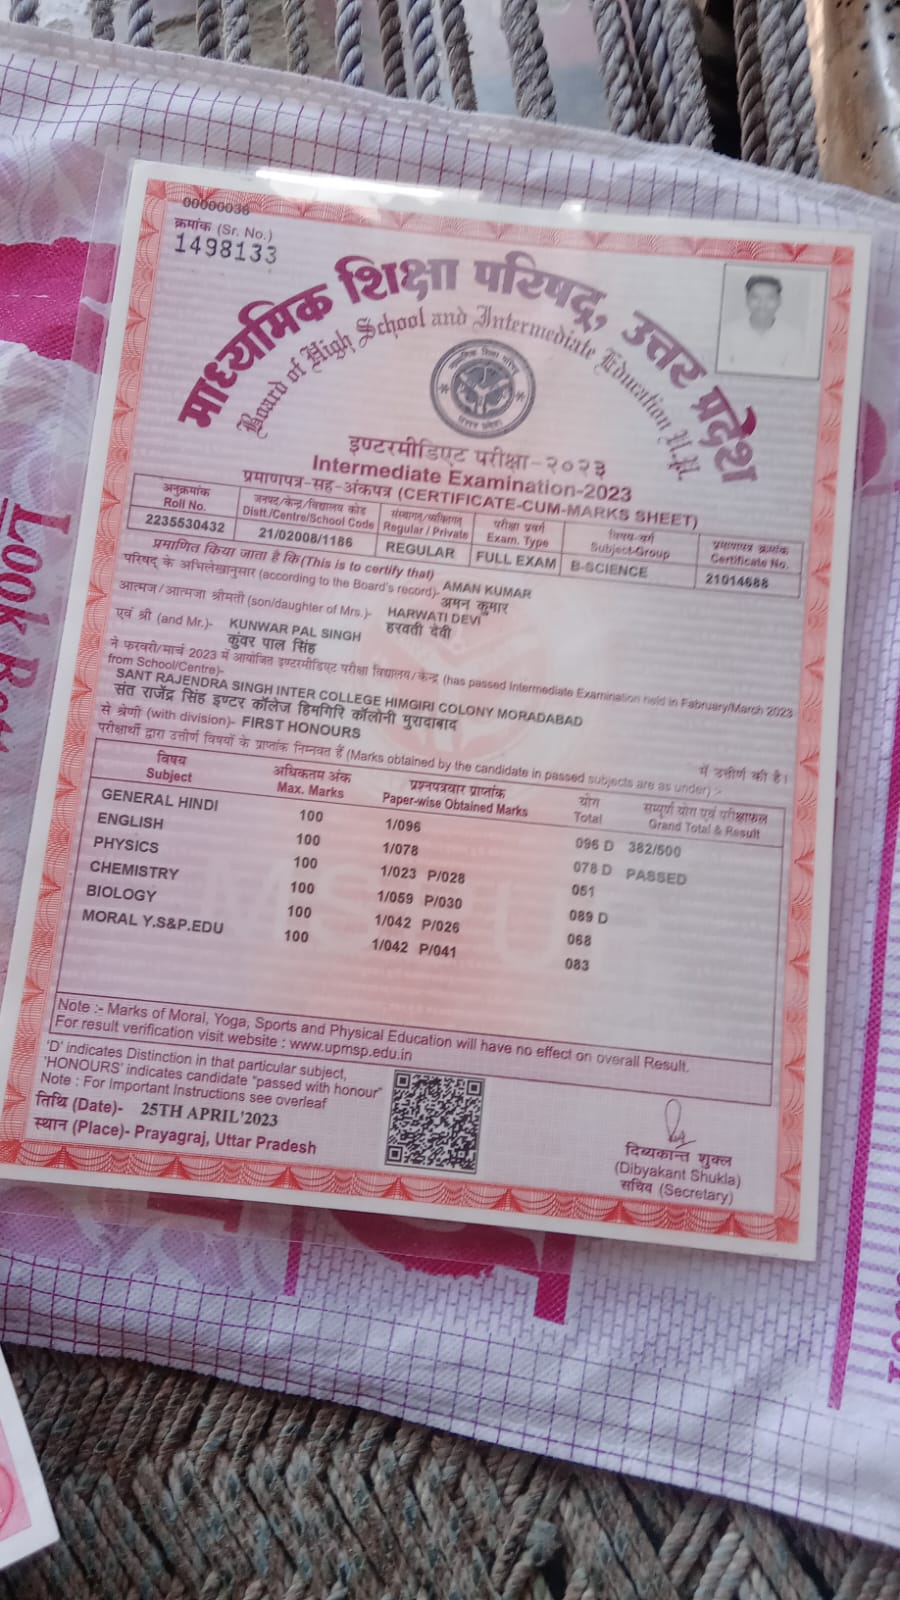 00000036
क्रमांक (Sr. No.)
1498133
माध्यमिक शिक्षा परिषद्, उत्तर प्रदेश
Board of High School and Intermediate Education U.P.
इण्टरमीडिएट परीक्षा-२०२३
Intermediate Examination-2023
प्रमाणपत्र-सह-अंकपत्र (CERTIFICATE-CUM-MARKS SHEET)
अनुक्रमांक जनपद/केन्द्र/विद्यालय कोड संस्थागत/व्यक्तिगत परीक्षा प्रवर्ग विषय-वर्ग प्रमाणपत्र क्रमांक
Roll No. Distt./Centre/School Code Regular / Private Exam. Type Subject-Group Certificate No.
2235530432 21/02008/1186 REGULAR FULL EXAM B-SCIENCE 21014688
प्रमाणित किया जाता है कि (This is to certify that)
परिषद् के अभिलेखानुसार (according to the Board's record)- AMAN KUMAR
अमन कुमार
आत्मज/आत्मजा श्रीमती (son/daughter of Mrs.)- HARWATI DEVI
हरवती देवी
एवं श्री (and Mr.)- KUNWAR PAL SINGH
कुंवर पाल सिंह
ने फरवरी/मार्च 2023 में आयोजित इण्टरमीडिएट परीक्षा विद्यालय/केन्द्र (has passed Intermediate Examination held in Fabruary/March 2023
from School/Centre)-
SANT RAJENDRA SINGH INTER COLLEGE HIMGIRI COLONY MORADABAD
संत राजेंद्र सिंह इण्टर कॉलेज हिमगिरि कॉलोनी मुरादाबाद
से श्रेणी (with division)- FIRST HONOURS में उत्तीर्ण की है।
परीक्षार्थी द्वारा उत्तीर्ण विषयों के प्राप्तांक निम्नवत हैं (Marks obtained by the candidate in passed subjects are as under) :-
विषय अधिकतम अंक प्रश्नपत्रवार प्राप्तांक योग सम्पूर्ण योग एवं परीक्षाफल
Subject Max. Marks Paper-wise Obtained Marks Total Grand Total & Result
GENERAL HINDI 100 1/096 096 D 382/500
ENGLISH 100 1/078 078 D PASSED
PHYSICS 100 1/023 P/028 051
CHEMISTRY 100 1/059 P/030 089 D
BIOLOGY 100 1/042 P/026 068
MORAL Y.S&P.EDU 100 1/042 P/041 083
Note :- Marks of Moral, Yoga, Sports and Physical Education will have no effect on overall Result.
For result verification visit website : www.upmsp.edu.in
'D' indicates Distinction in that particular subject,
'HONOURS' indicates candidate "passed with honour"
Note : For Important Instructions see overleaf
तिथि (Date)- 25TH APRIL'2023
स्थान (Place)- Prayagraj, Uttar Pradesh
दिब्यकान्त शुक्ल
(Dibyakant Shukla)
सचिव (Secretary)
Look